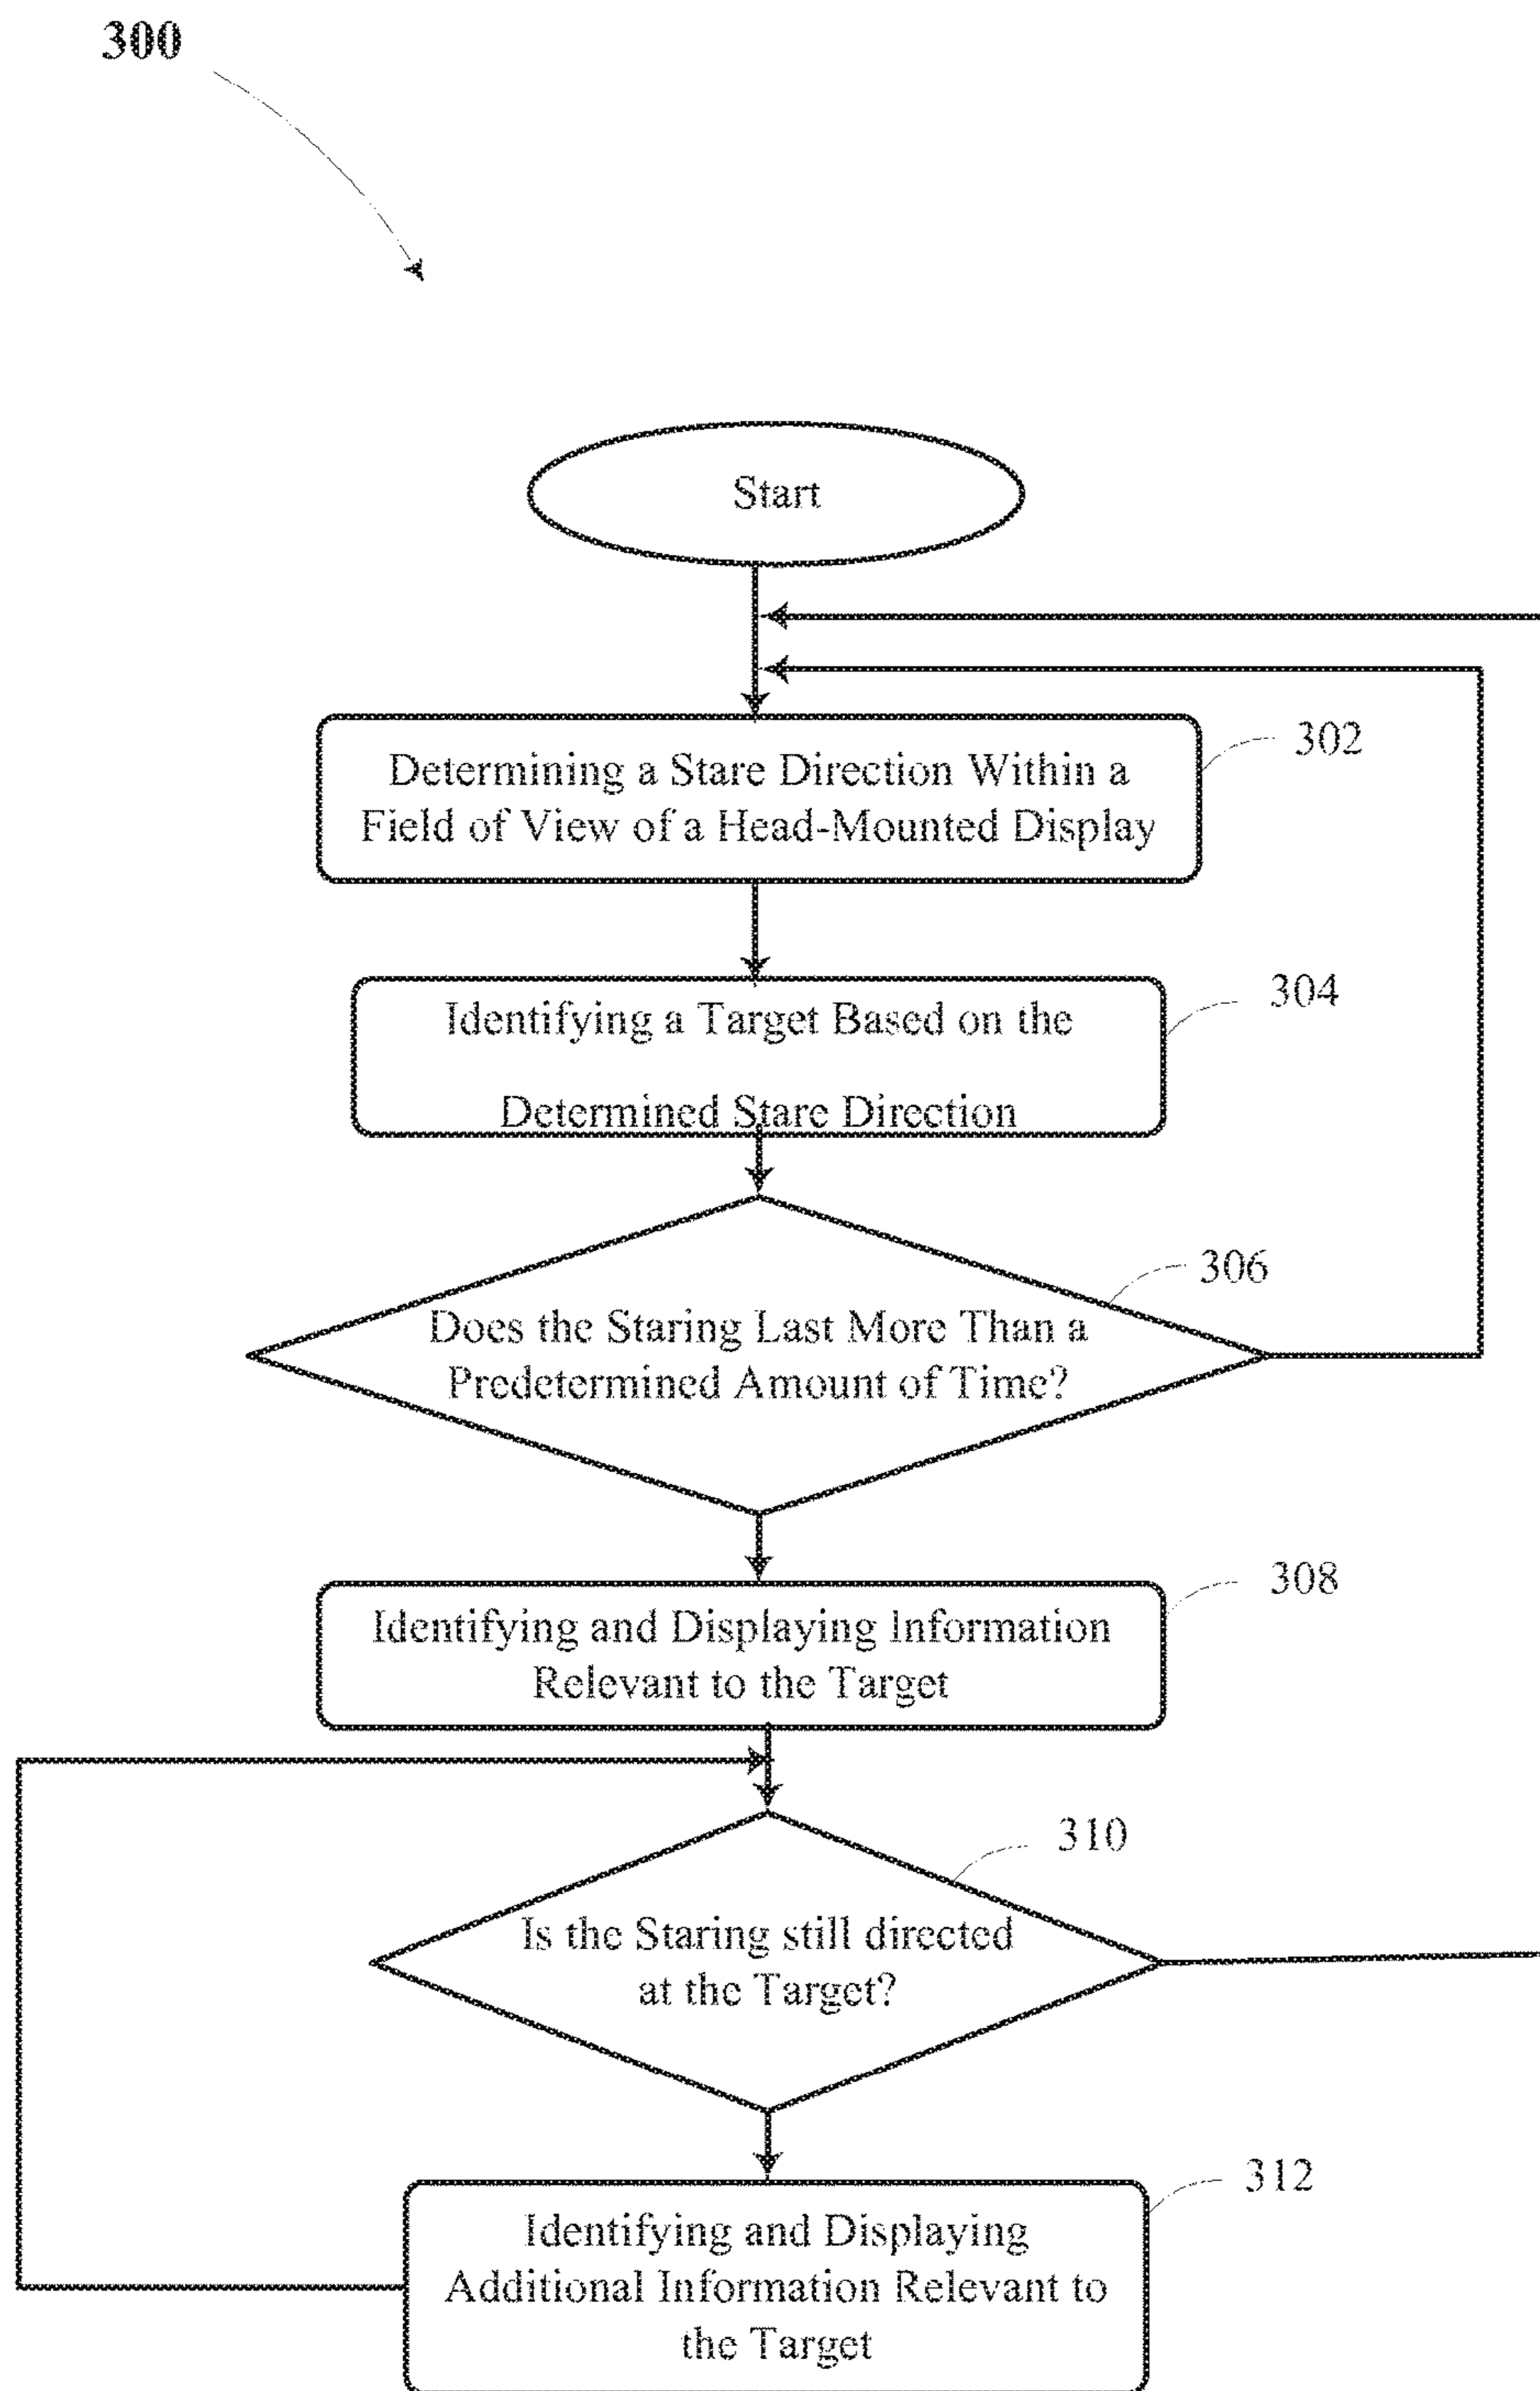 300
Start
Determining a Stare Direction Within a
Field of View of a Head-Mounted Display
302
Identifying a Target Based on the
Determined Stare Direction
304
306
Does the Staring Last More Than a
Predetermined Amount of Time?
308
Identifying and Displaying Information
Relevant to the Target
310
Is the Staring still directed
at the Target?
312
Identifying and Displaying
Additional Information Relevant to
the Target